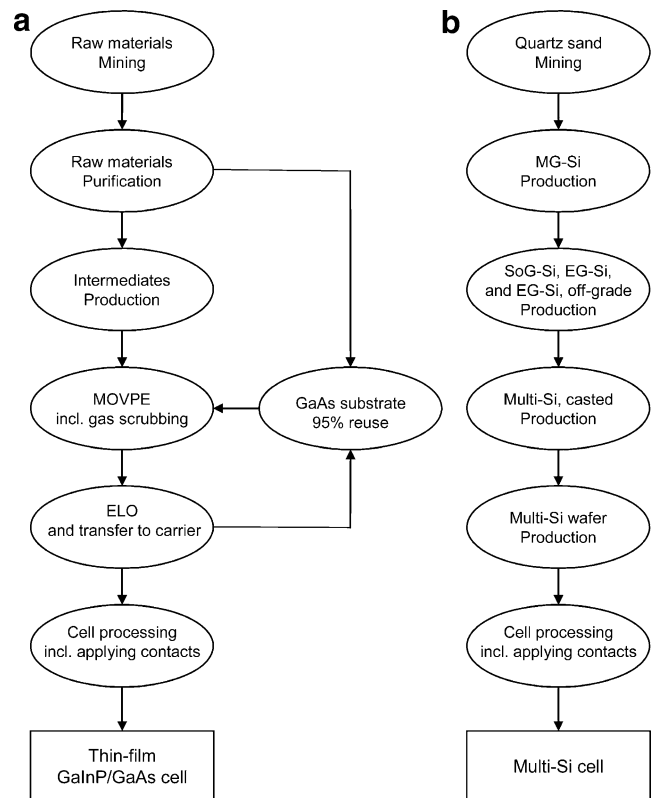 a
Raw materials
Mining
Raw materials
Purification
Intermediates
Production
MOVPE
incl. gas scrubbing
GaAs substrate
95% reuse
ELO
and transfer to carrier
Cell processing
incl. applying contacts
Thin-film
GaInP/GaAs cell
b
Quartz sand
Mining
MG-Si
Production
SoG-Si, EG-Si,
and EG-Si, off-grade
Production
Multi-Si, casted
Production
Multi-Si wafer
Production
Cell processing
incl. applying contacts
Multi-Si cell